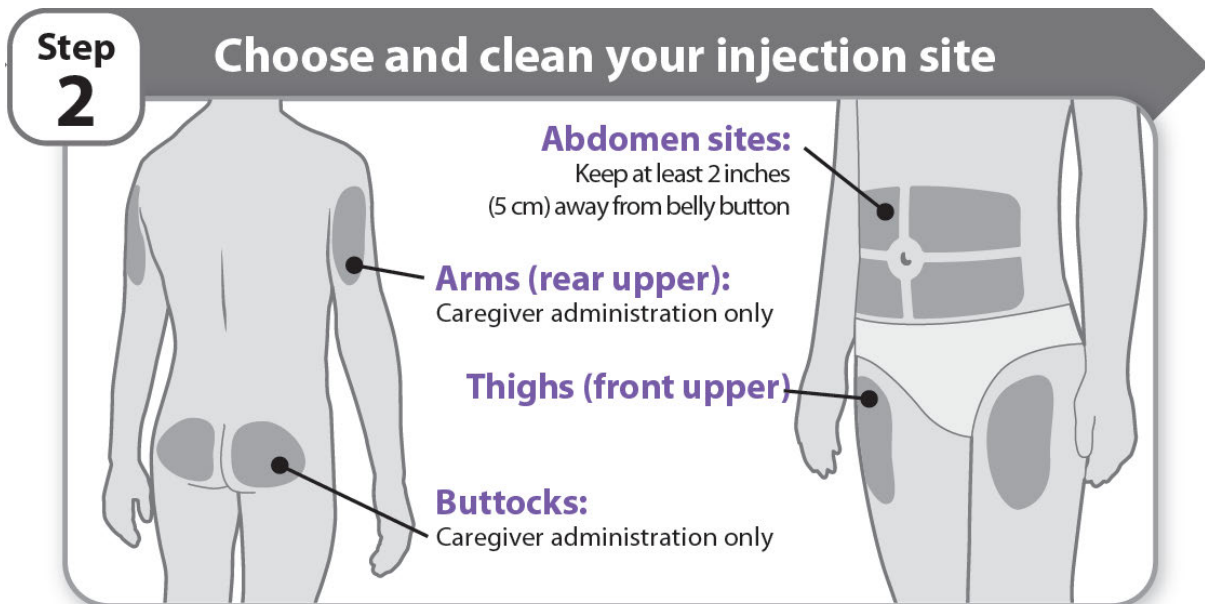 Step
2
Choose and clean your injection site
Abdomen sites:
Keep at least 2 inches
(5 cm) away from belly button
Arms (rear upper):
Caregiver administration only
Thighs (front upper)
Buttocks:
Caregiver administration only